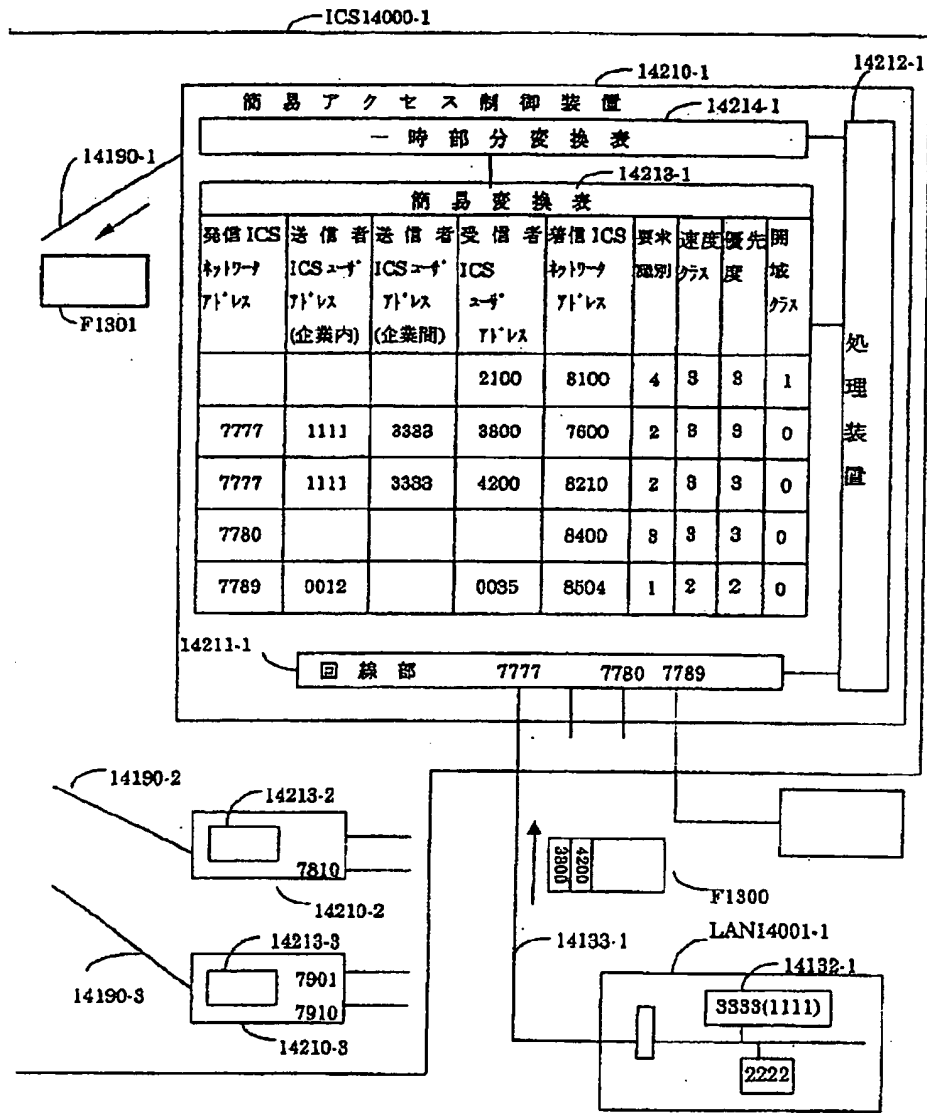 ICS14000-1
14210-1
14212-1
簡易アクセス制御装置
14214-1
一時部分変換表
14190-1
14213-1
簡易変換表
発信ICS ネットワーク アドレス
送信者 ICSユーザ アドレス (企業内)
送信者 ICSユーザ アドレス (企業間)
受信者 ICS ユーザ アドレス
着信ICS ネットワーク アドレス
要求 識別
速度 クラス
優先 度
開域 クラス
F1301
2100 8100 4 3 3 1
7777 1111 3333 3800 7600 2 3 3 0
7777 1111 3333 4200 8210 2 3 3 0
7780 8400 3 3 3 0
7789 0012 0035 8504 1 2 2 0
処理装置
14211-1
回線部 7777 7780 7789
14190-2
14213-2
7810
14210-2
3800 4200
F1300
14213-3
7901
7910
14190-3
14210-3
14133-1
LAN14001-1
14132-1
3333(1111)
2222